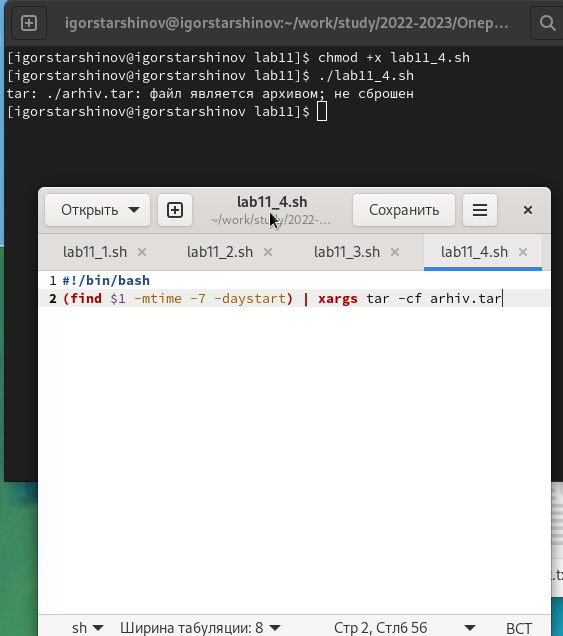 igorstarshinov@igorstarshinov:~/work/study/2022-2023/Опер...
[igorstarshinov@igorstarshinov lab11]$ chmod +x lab11_4.sh
[igorstarshinov@igorstarshinov lab11]$ ./lab11_4.sh
tar: ./arhiv.tar: файл является архивом; не сброшен
[igorstarshinov@igorstarshinov lab11]$
Открыть lab11_4.sh Сохранить
~/work/study/2022-...
lab11_1.sh lab11_2.sh lab11_3.sh lab11_4.sh
1 #!/bin/bash
2 (find $1 -mtime -7 -daystart) | xargs tar -cf arhiv.tar
sh Ширина табуляции: 8 Стр 2, Стлб 56 ВСТ